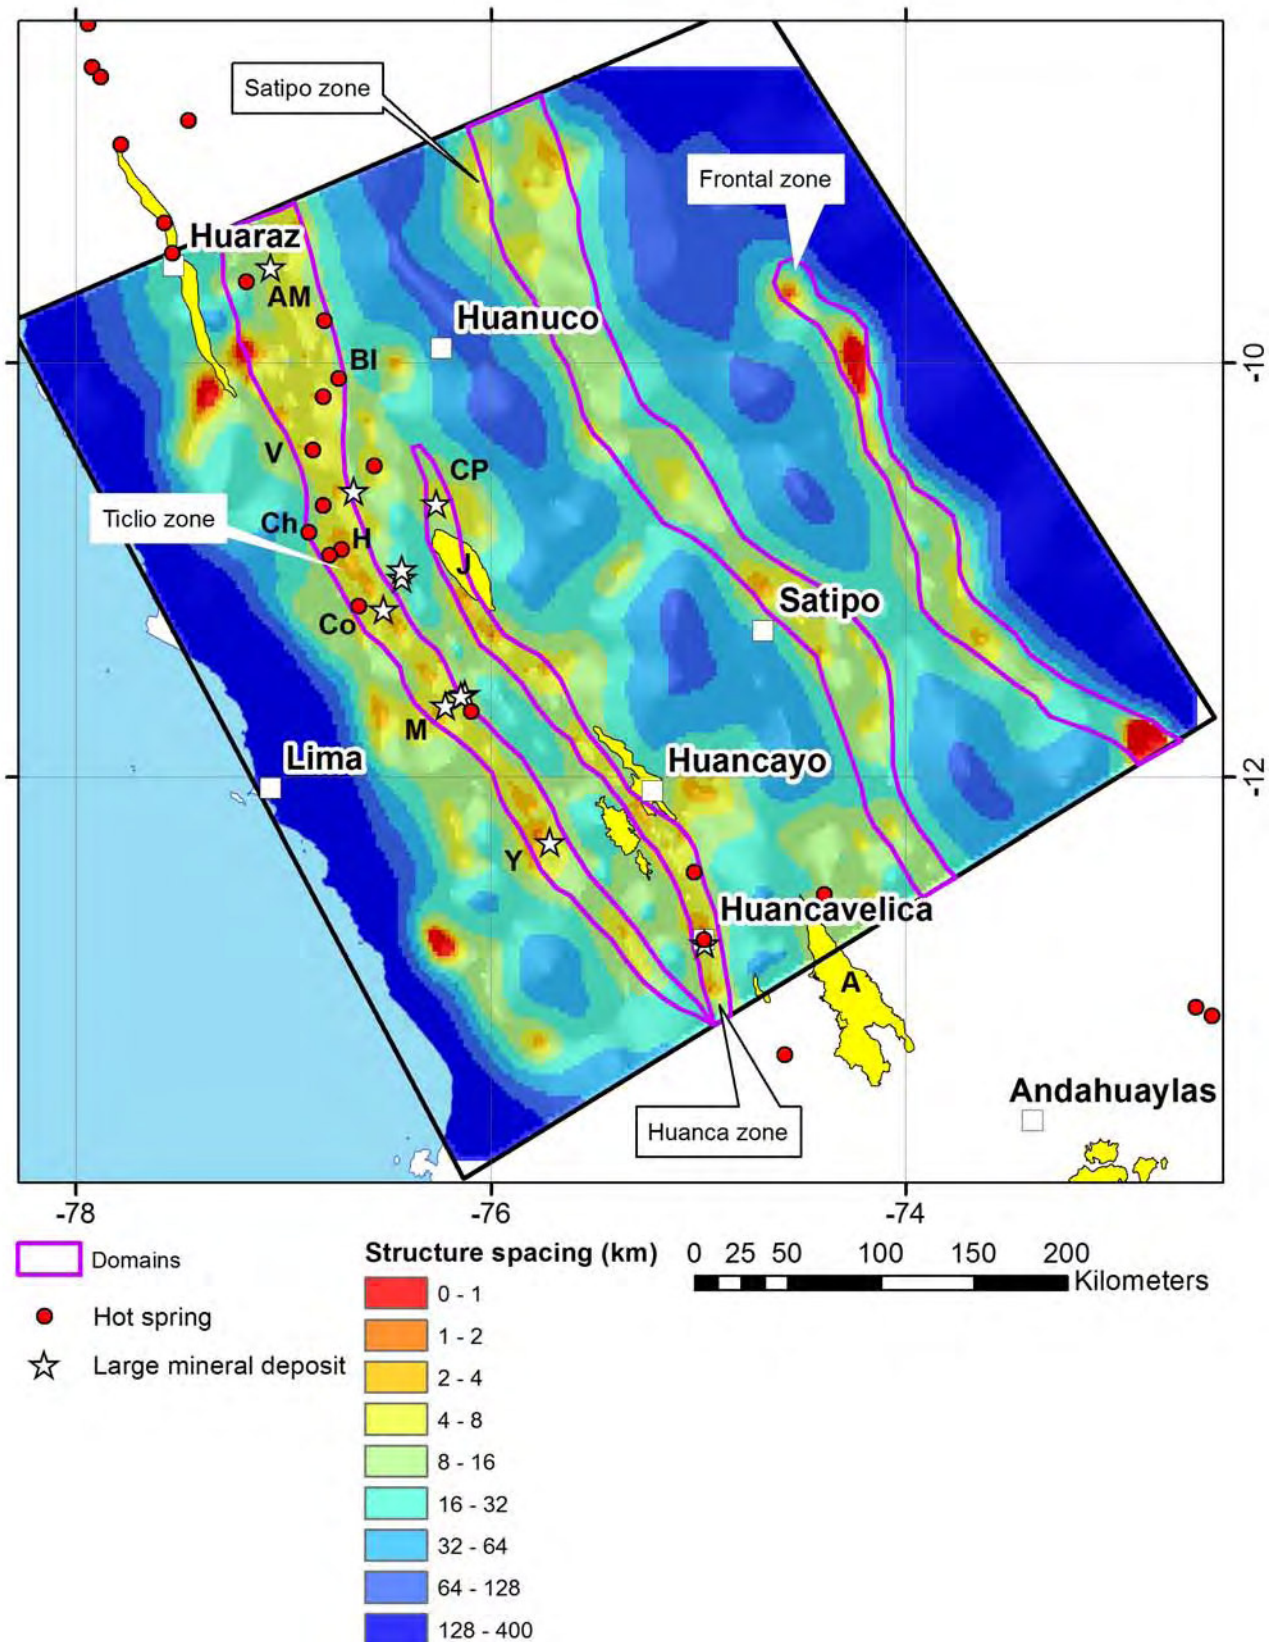 Satipo zone
Frontal zone
Huaraz
AM
Huanuco
BI
-10
V
CP
Ch
Ticlio zone
H
J
Co
Satipo
M
Lima
Huancayo
-12
Y
Huancavelica
A
Andahuaylas
Huanca zone
-78
-76
-74
Domains
Hot spring
Large mineral deposit
Structure spacing (km)
0 - 1
1 - 2
2 - 4
4 - 8
8 - 16
16 - 32
32 - 64
64 - 128
128 - 400
0 25 50 100 150 200
Kilometers